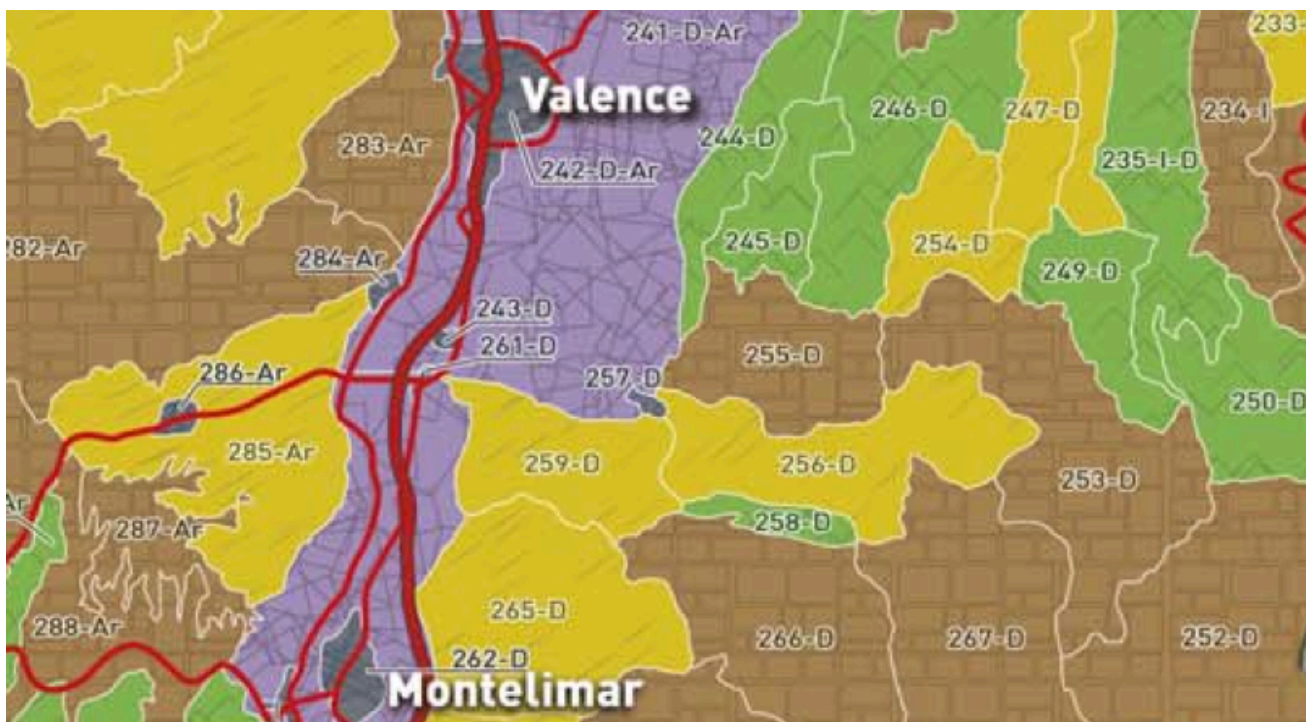 233-
241-D-Ar
Valence
246-D
247-D
234-I
283-Ar
244-D
235-I-D
242-D-Ar
282-Ar
245-D
254-D
284-Ar
249-D
243-D
261-D
255-D
286-Ar
257-D
250-D
285-Ar
259-D
256-D
253-D
Ar
287-Ar
258-D
265-D
288-Ar
266-D
267-D
252-D
262-D
Montelimar